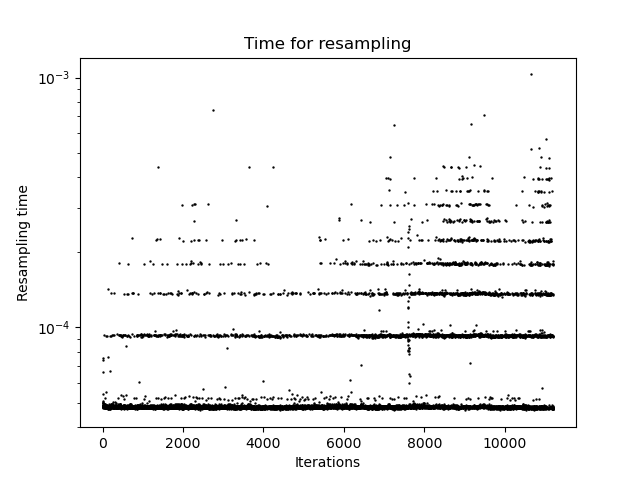 Time for resampling
10⁻³
Resampling time
10⁻⁴
0 2000 4000 6000 8000 10000
Iterations